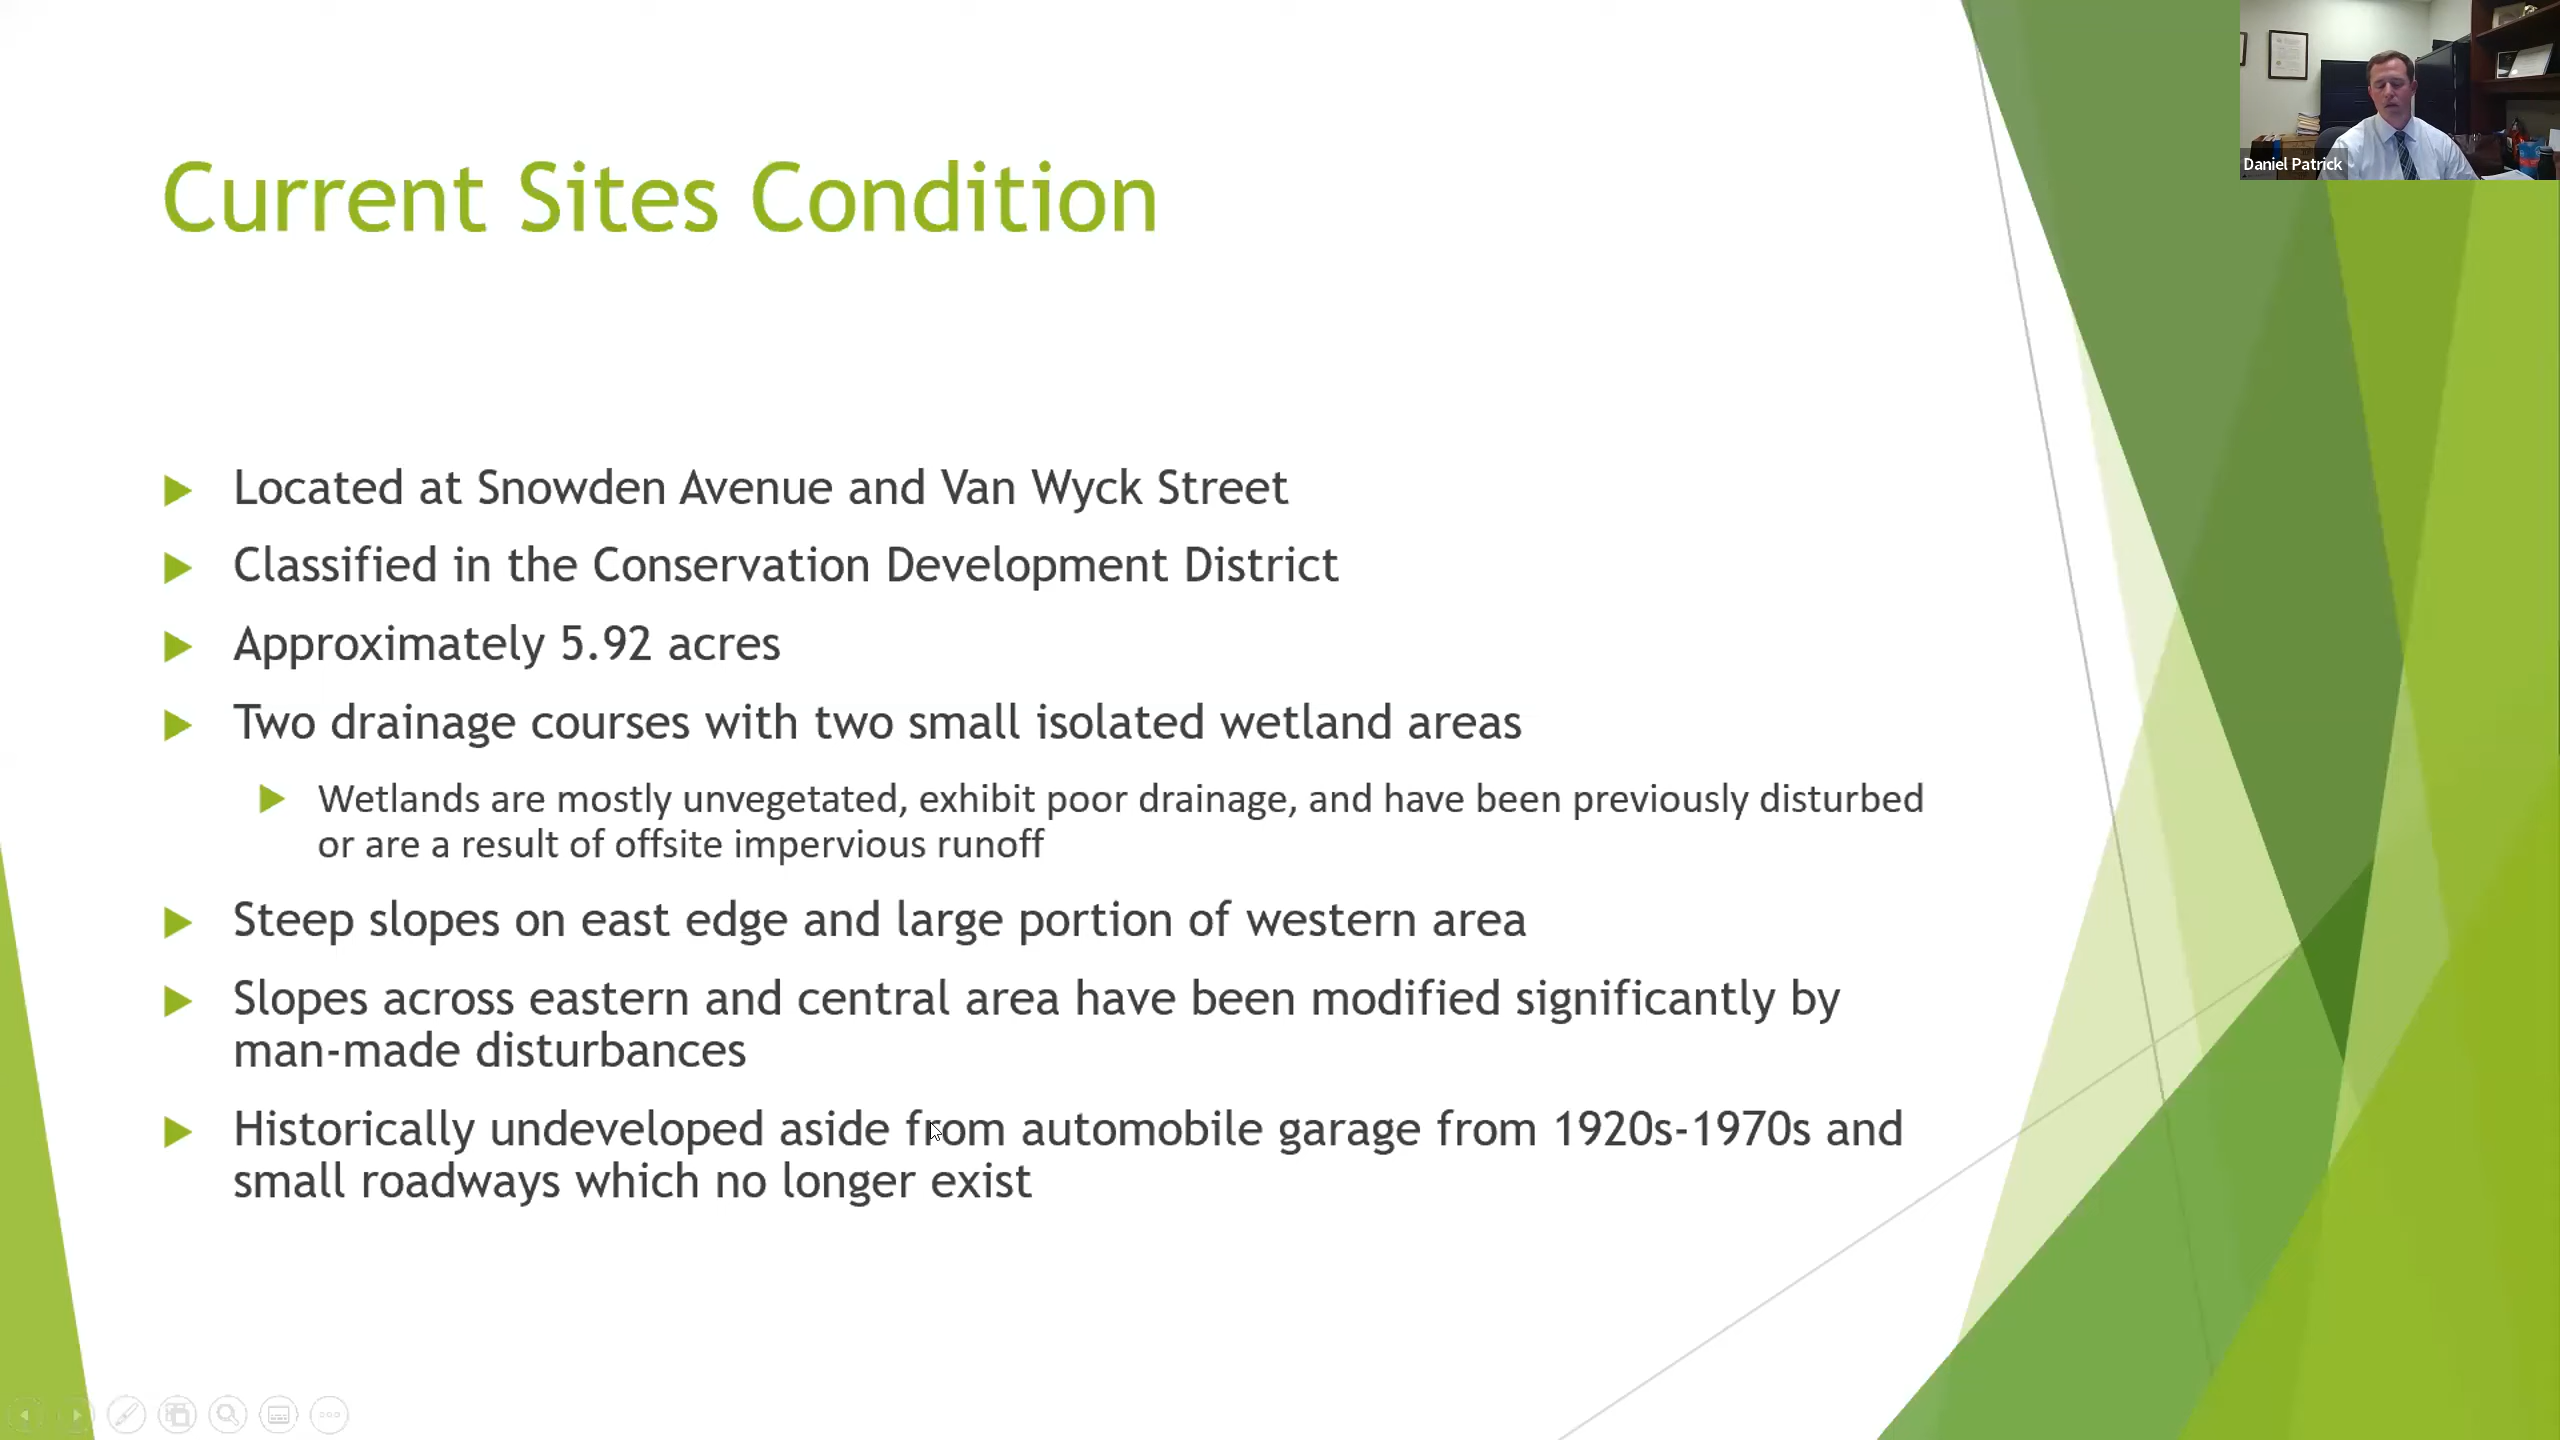 Current Sites Condition
Daniel Patrick
Located at Snowden Avenue and Van Wyck Street
Classified in the Conservation Development District
Approximately 5.92 acres
Two drainage courses with two small isolated wetland areas
Wetlands are mostly unvegetated, exhibit poor drainage, and have been previously disturbed
or are a result of offsite impervious runoff
Steep slopes on east edge and large portion of western area
Slopes across eastern and central area have been modified significantly by
man-made disturbances
Historically undeveloped aside from automobile garage from 1920s-1970s and
small roadways which no longer exist